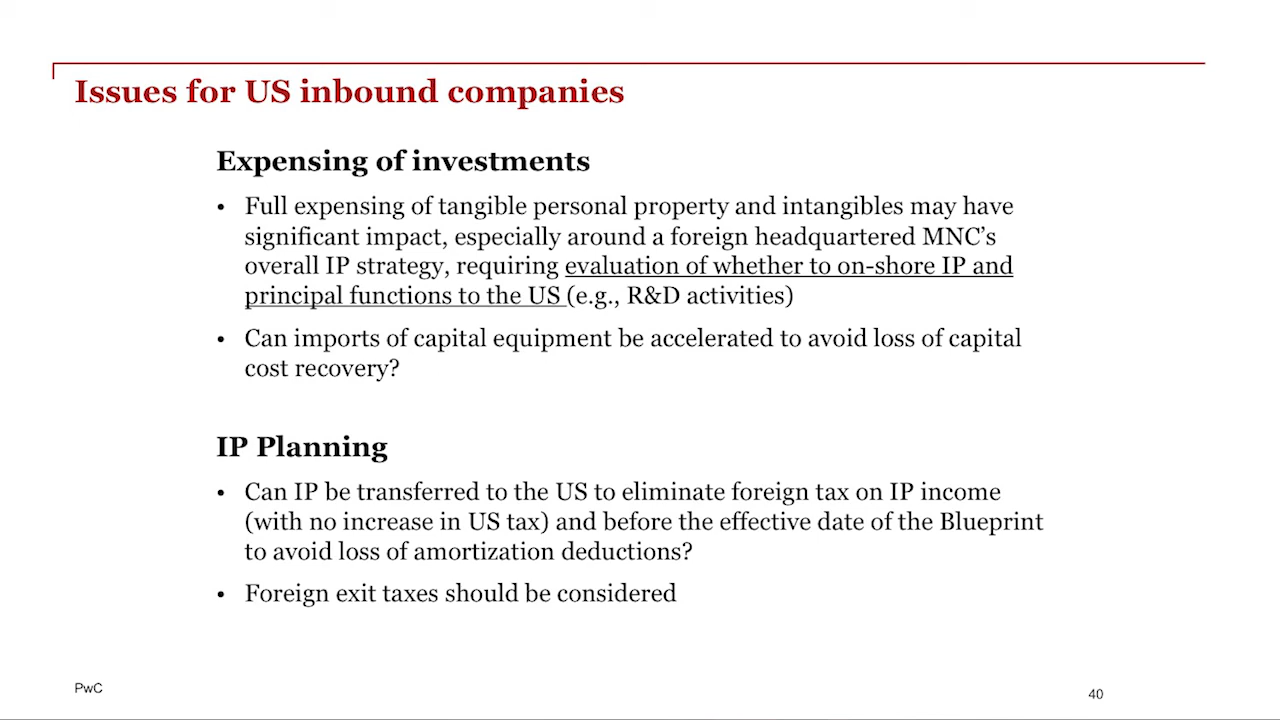 Issues for US inbound companies
Expensing of investments
• Full expensing of tangible personal property and intangibles may have
significant impact, especially around a foreign headquartered MNC’s
overall IP strategy, requiring evaluation of whether to on-shore IP and
principal functions to the US (e.g., R&D activities)
• Can imports of capital equipment be accelerated to avoid loss of capital
cost recovery?
IP Planning
• Can IP be transferred to the US to eliminate foreign tax on IP income
(with no increase in US tax) and before the effective date of the Blueprint
to avoid loss of amortization deductions?
• Foreign exit taxes should be considered
PwC
40